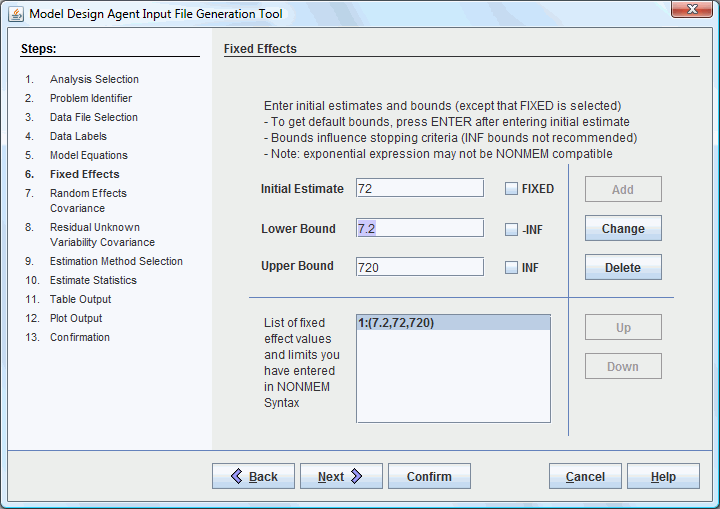 Model Design Agent Input File Generation Tool
Steps:
1. Analysis Selection
2. Problem Identifier
3. Data File Selection
4. Data Labels
5. Model Equations
6. Fixed Effects
7. Random Effects
Covariance
8. Residual Unknown
Variability Covariance
9. Estimation Method Selection
10. Estimate Statistics
11. Table Output
12. Plot Output
13. Confirmation
Fixed Effects
Enter initial estimates and bounds (except that FIXED is selected)
- To get default bounds, press ENTER after entering initial estimate
- Bounds influence stopping criteria (INF bounds not recommended)
- Note: exponential expression may not be NONMEM compatible
Initial Estimate 72 FIXED Add
Lower Bound 7.2 -INF Change
Upper Bound 720 INF Delete
List of fixed
effect values
and limits you
have entered
in NONMEM
Syntax
1:(7.2,72,720)
Up
Down
Back Next Confirm Cancel Help